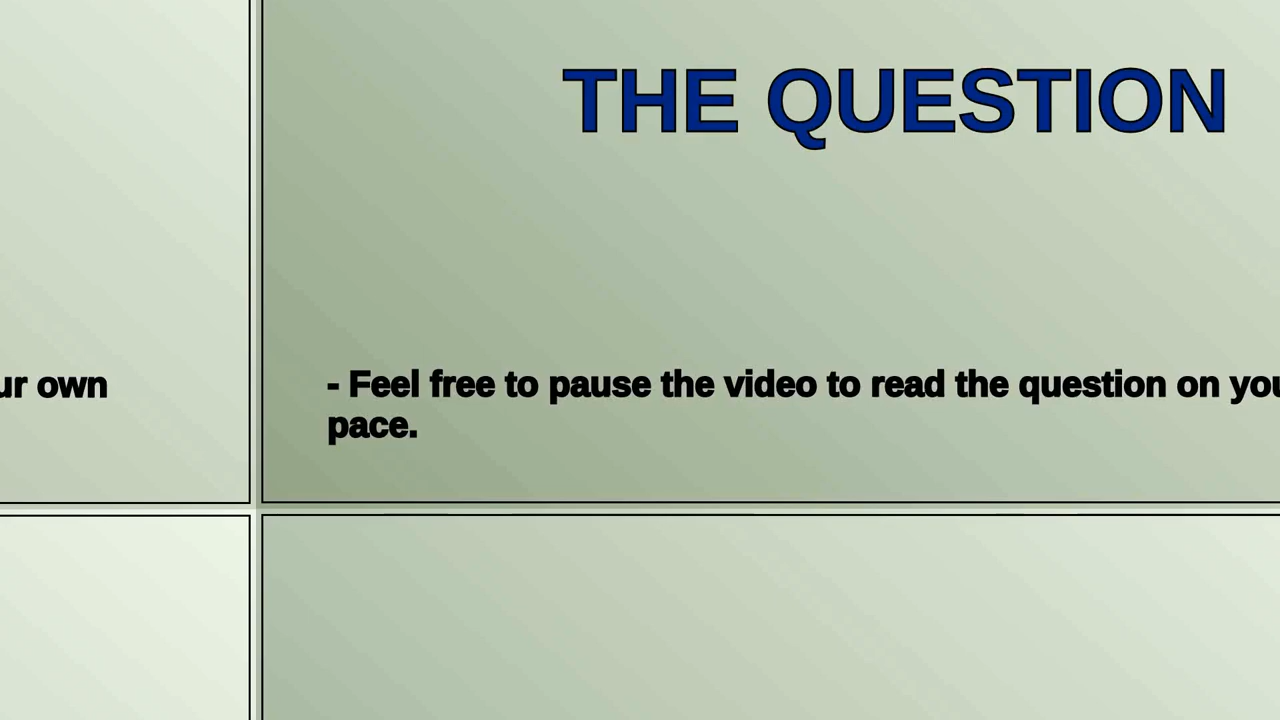 THE QUESTION
ur own
- Feel free to pause the video to read the question on you
pace.